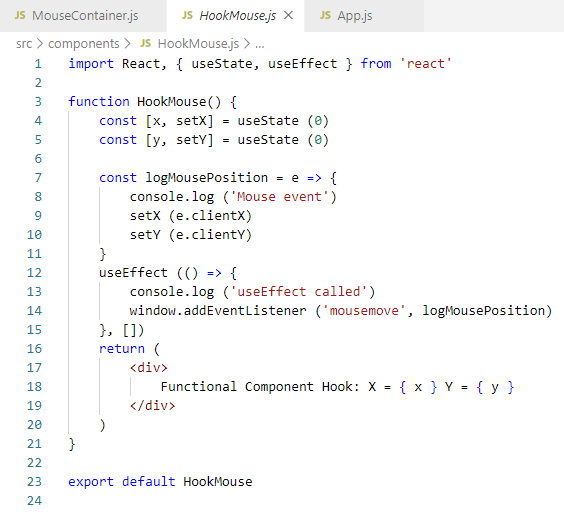 JS MouseContainer.js JS HookMouse.js × JS App.js
src > components > JS HookMouse.js > ...
1 import React, { useState, useEffect } from 'react'
2
3 function HookMouse() {
4 const [x, setX] = useState (0)
5 const [y, setY] = useState (0)
6
7 const logMousePosition = e => {
8 console.log ('Mouse event')
9 setX (e.clientX)
10 setY (e.clientY)
11 }
12 useEffect (() => {
13 console.log ('useEffect called')
14 window.addEventListener ('mousemove', logMousePosition)
15 }, [])
16 return (
17 <div>
18 Functional Component Hook: X = { x } Y = { y }
19 </div>
20 )
21 }
22
23 export default HookMouse
24